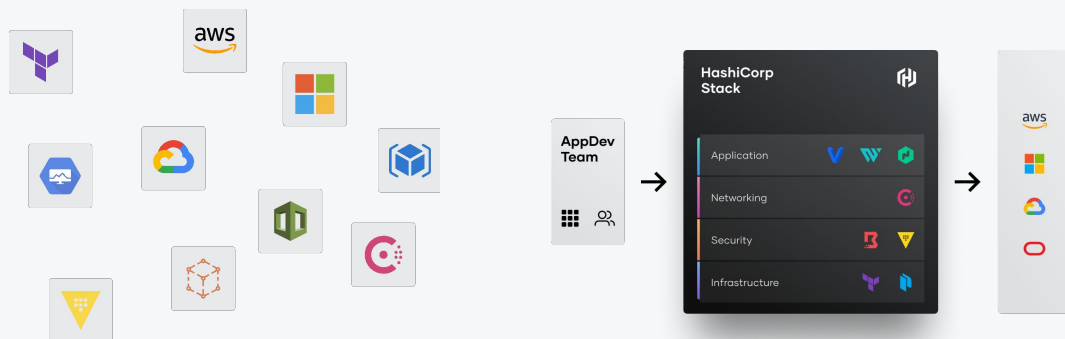 aws
AppDev
Team
HashiCorp
Stack
Application
Networking
Security
Infrastructure
aws